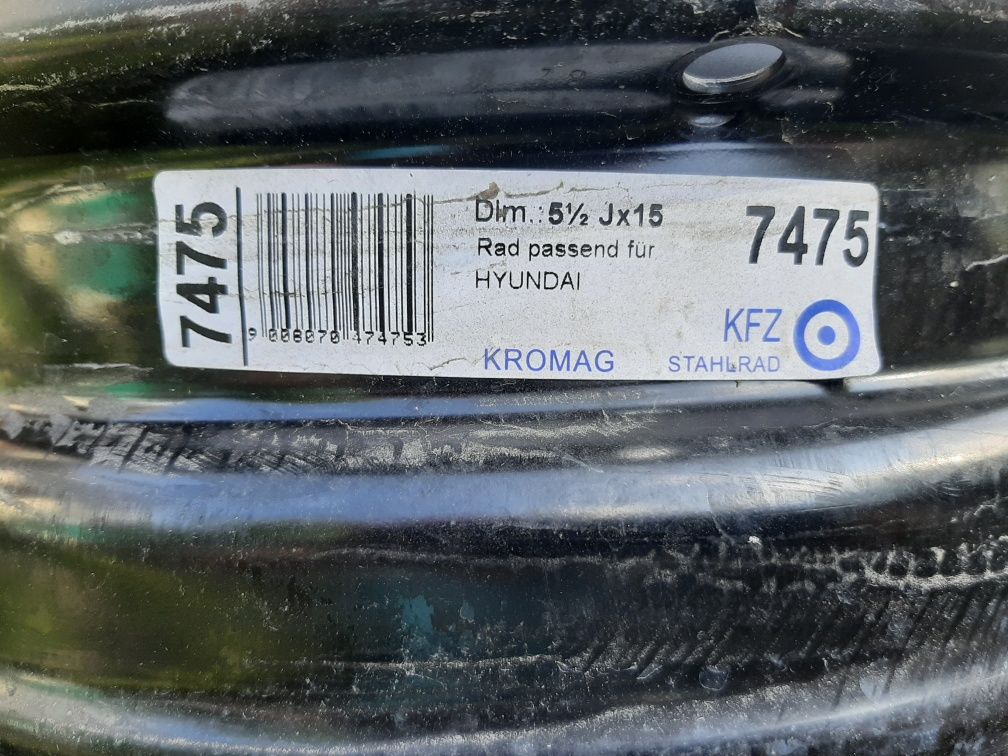 7475
9 008070 474753
Dim.: 5½ Jx15
Rad passend für
HYUNDAI
7475
KROMAG
KFZ
STAHLRAD